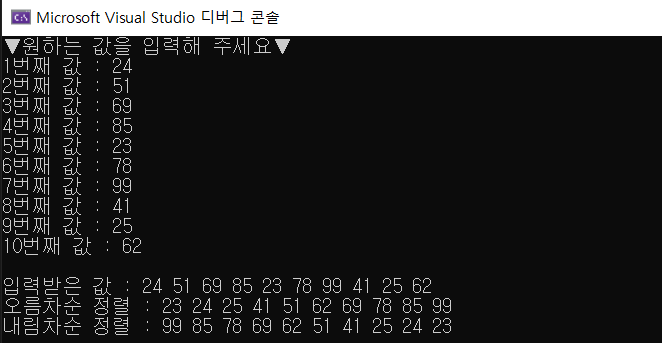 Microsoft Visual Studio 디버그 콘솔
▼원하는 값을 입력해 주세요▼
1번째 값 : 24
2번째 값 : 51
3번째 값 : 69
4번째 값 : 85
5번째 값 : 23
6번째 값 : 78
7번째 값 : 99
8번째 값 : 41
9번째 값 : 25
10번째 값 : 62
입력받은 값 : 24 51 69 85 23 78 99 41 25 62
오름차순 정렬 : 23 24 25 41 51 62 69 78 85 99
내림차순 정렬 : 99 85 78 69 62 51 41 25 24 23